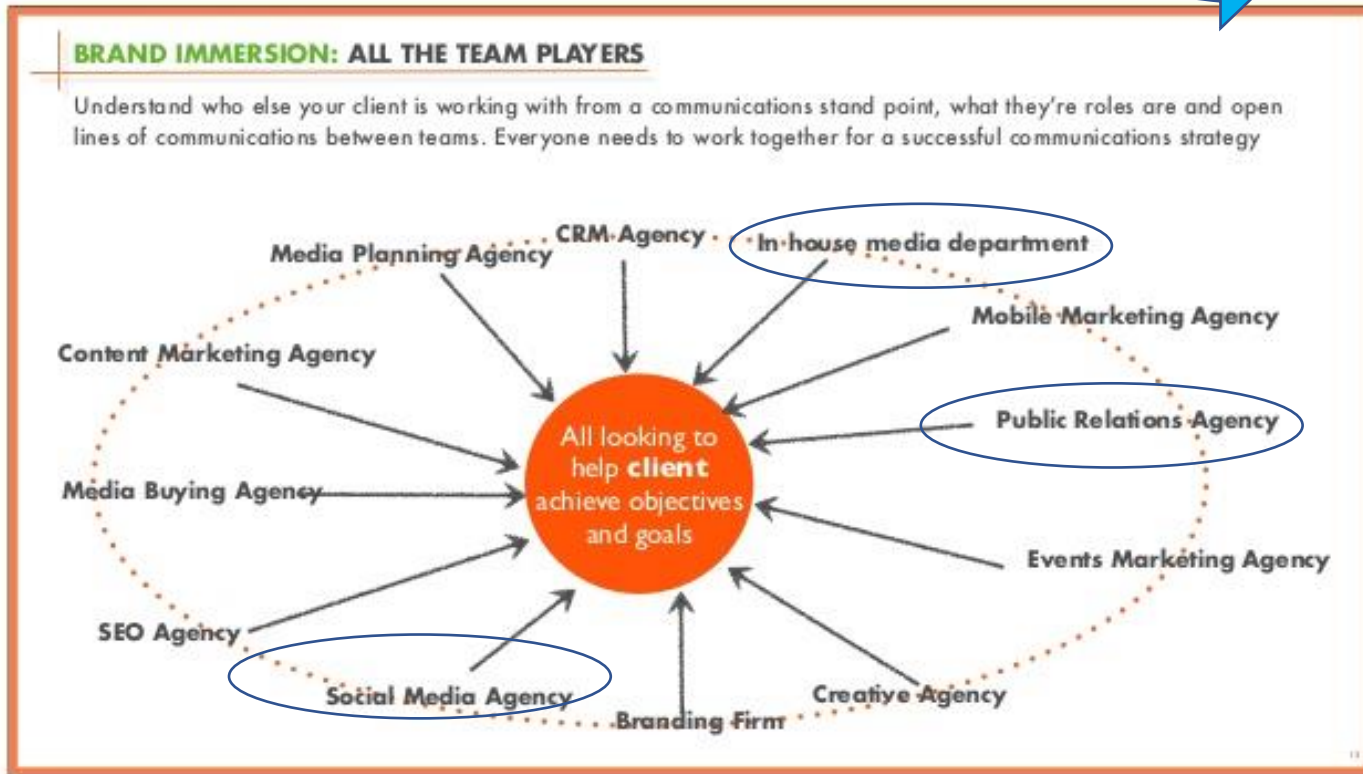 BRAND IMMERSION: ALL THE TEAM PLAYERS
Understand who else your client is working with from a communications stand point, what they're roles are and open
lines of communications between teams. Everyone needs to work together for a successful communications strategy
CRM Agency
In house media department
Media Planning Agency
Mobile Marketing Agency
Content Marketing Agency
Public Relations Agency
All looking to
help client
achieve objectives
and goals
Media Buying Agency
Events Marketing Agency
SEO Agency
Social Media Agency
Creative Agency
Branding Firm